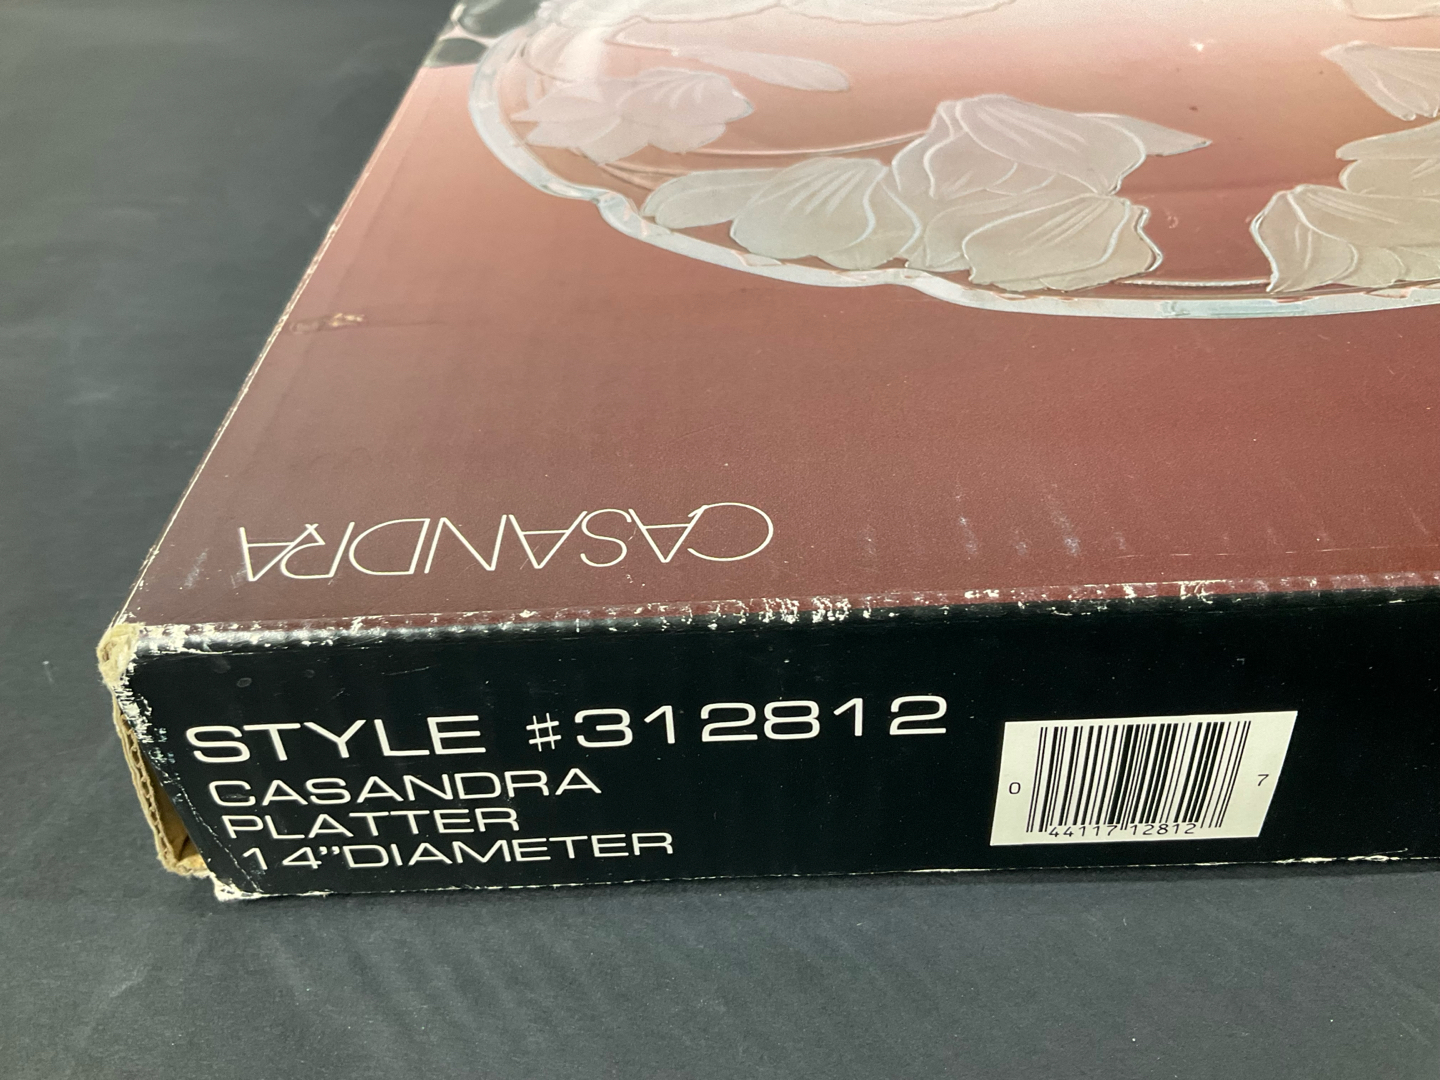 CASANDRA
STYLE #312812
CASANDRA
PLATTER
14”DIAMETER
0 44117 12812 7